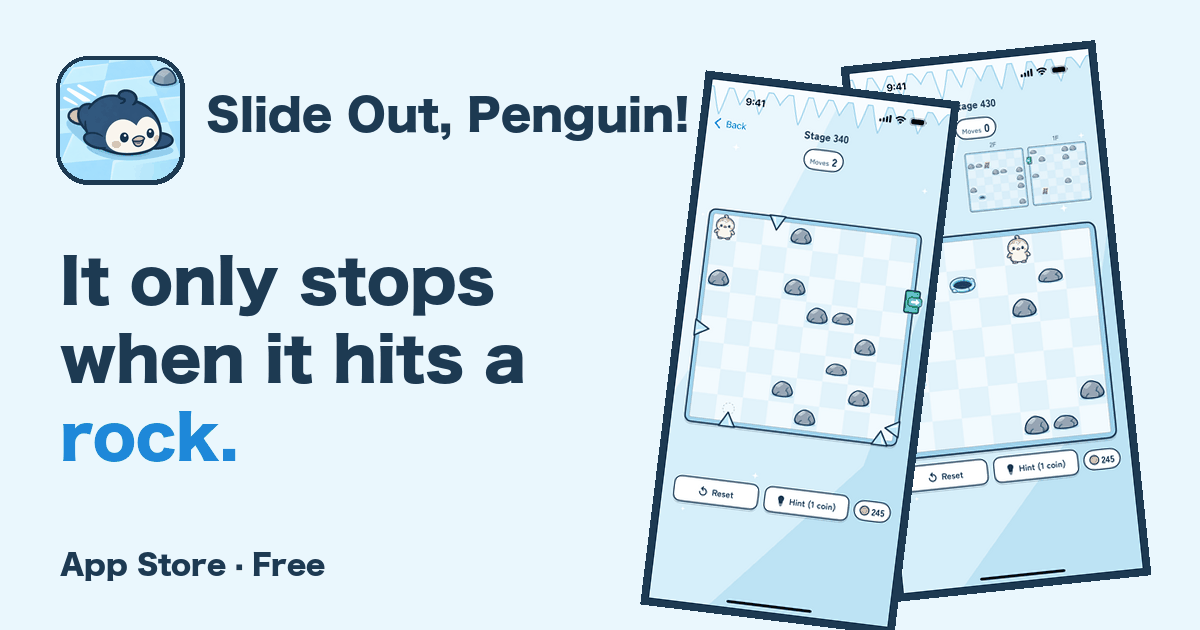 Slide Out, Penguin!
It only stops
when it hits a
rock.
App Store · Free
9:41
Back
Stage 340
Moves 2
Reset
Hint (1 coin)
245
9:41
tage 430
Moves 0
2F
1F
Reset
Hint (1 coin)
245